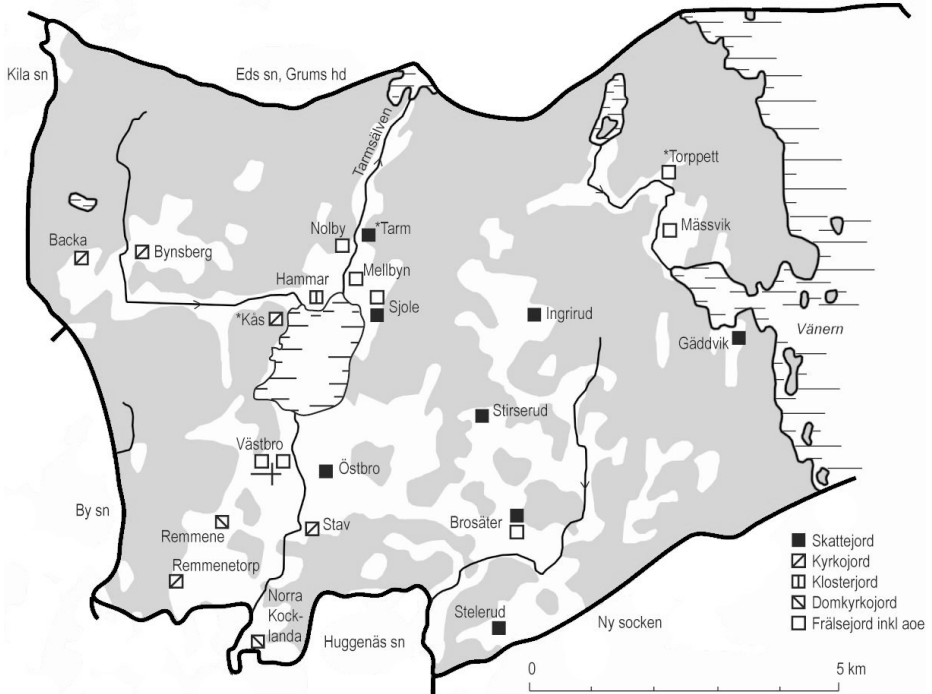 Kila sn
Eds sn, Grums hd
Tarmsälven
*Torppett
Backa
Bynsberg
Nolby
*Tarm
Mässvik
Hammar
Mellbyn
*Kås
Sjole
Ingrirud
Vänern
Gäddvik
Stirserud
Västbro
Östbro
By sn
Remmene
Stav
Brosäter
Remmenetorp
Norra
Kock-
landa
Huggenäs sn
Stelerud
Ny socken
Skattejord
Kyrkojord
Klosterjord
Domkyrkojord
Frälsejord inkl aoe
0 5 km